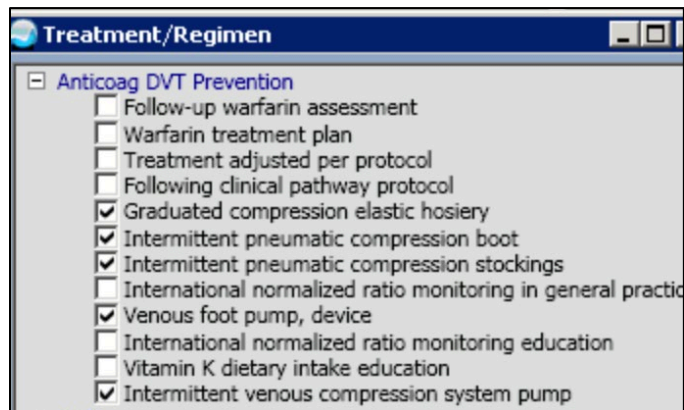 Treatment/Regimen
Anticoag DVT Prevention
Follow-up warfarin assessment
Warfarin treatment plan
Treatment adjusted per protocol
Following clinical pathway protocol
Graduated compression elastic hosiery
Intermittent pneumatic compression boot
Intermittent pneumatic compression stockings
International normalized ratio monitoring in general practic
Venous foot pump, device
International normalized ratio monitoring education
Vitamin K dietary intake education
Intermittent venous compression system pump